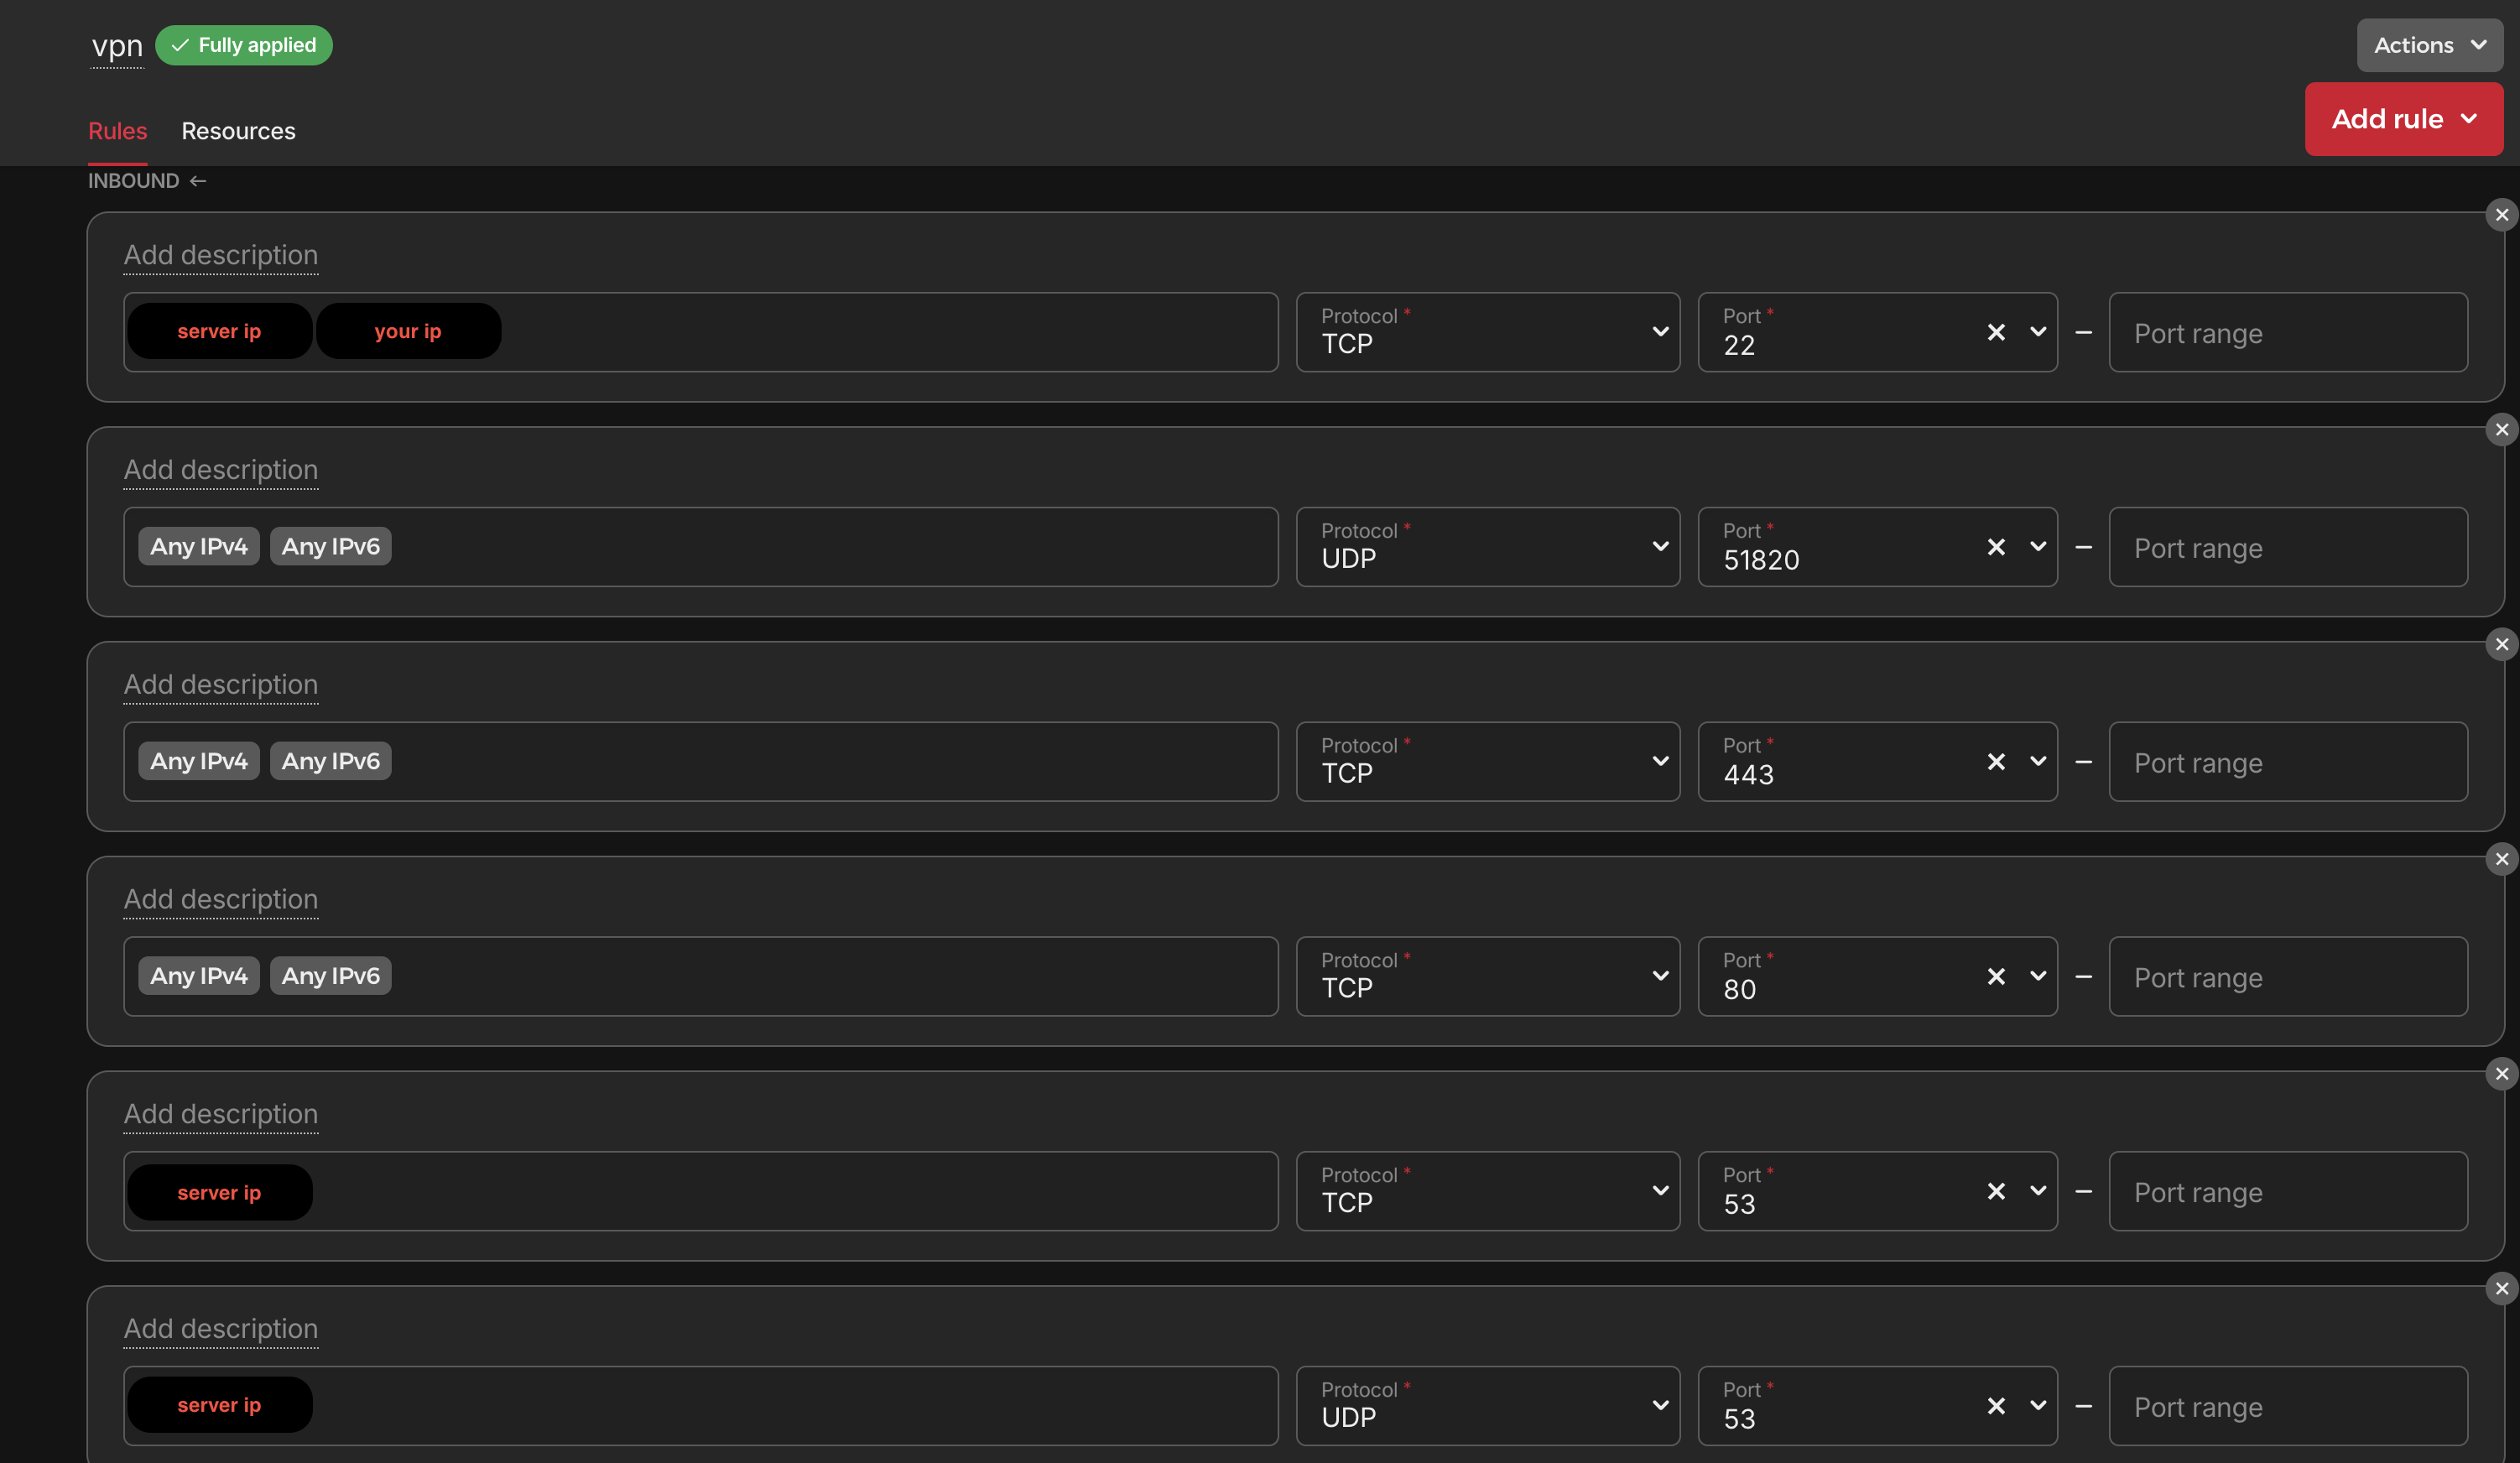 vpn
Fully applied
Actions
Rules
Resources
Add rule
INBOUND ←
Add description
server ip
your ip
Protocol *
TCP
Port *
22
–
Port range
Add description
Any IPv4
Any IPv6
Protocol *
UDP
Port *
51820
–
Port range
Add description
Any IPv4
Any IPv6
Protocol *
TCP
Port *
443
–
Port range
Add description
Any IPv4
Any IPv6
Protocol *
TCP
Port *
80
–
Port range
Add description
server ip
Protocol *
TCP
Port *
53
–
Port range
Add description
server ip
Protocol *
UDP
Port *
53
–
Port range